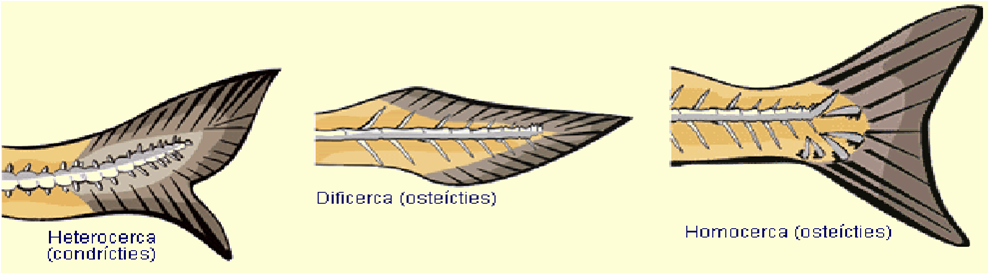 Heterocerca
(condrícties)
Dificerca (osteícties)
Homocerca (osteícties)